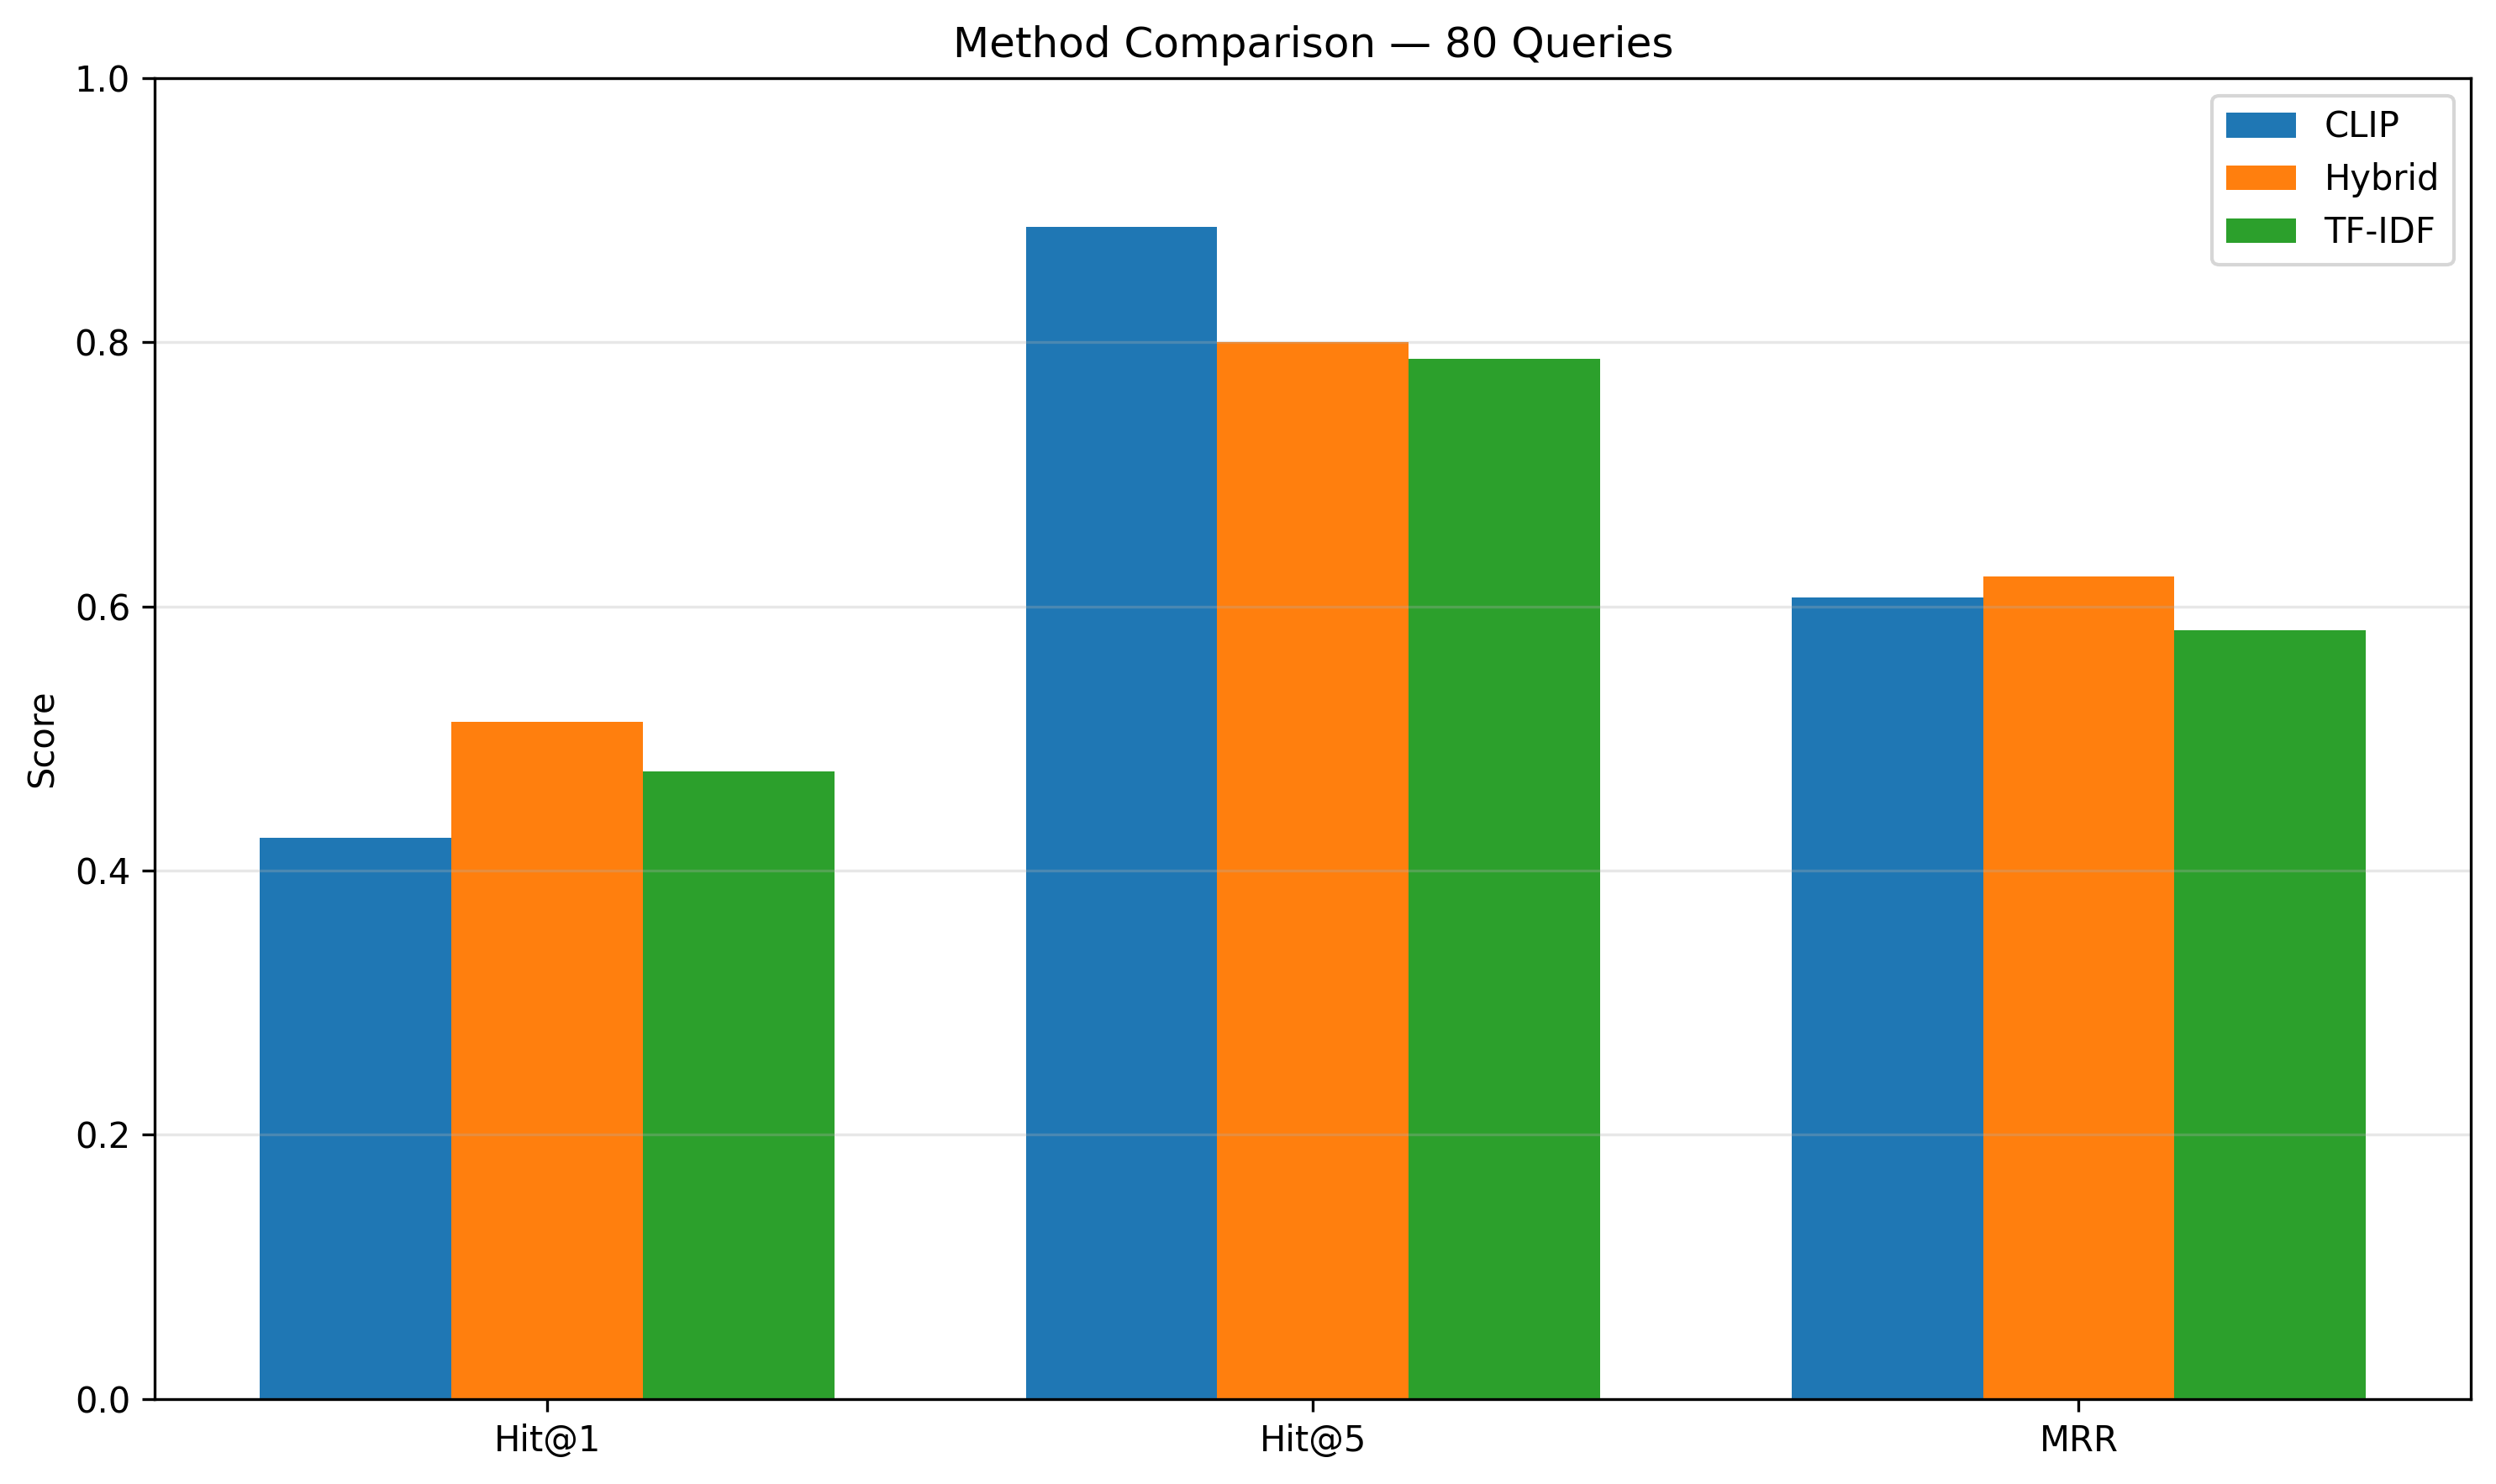 Method Comparison — 80 Queries
1.0
0.8
0.6
0.4
0.2
0.0
Score
CLIP
Hybrid
TF-IDF
Hit@1
Hit@5
MRR